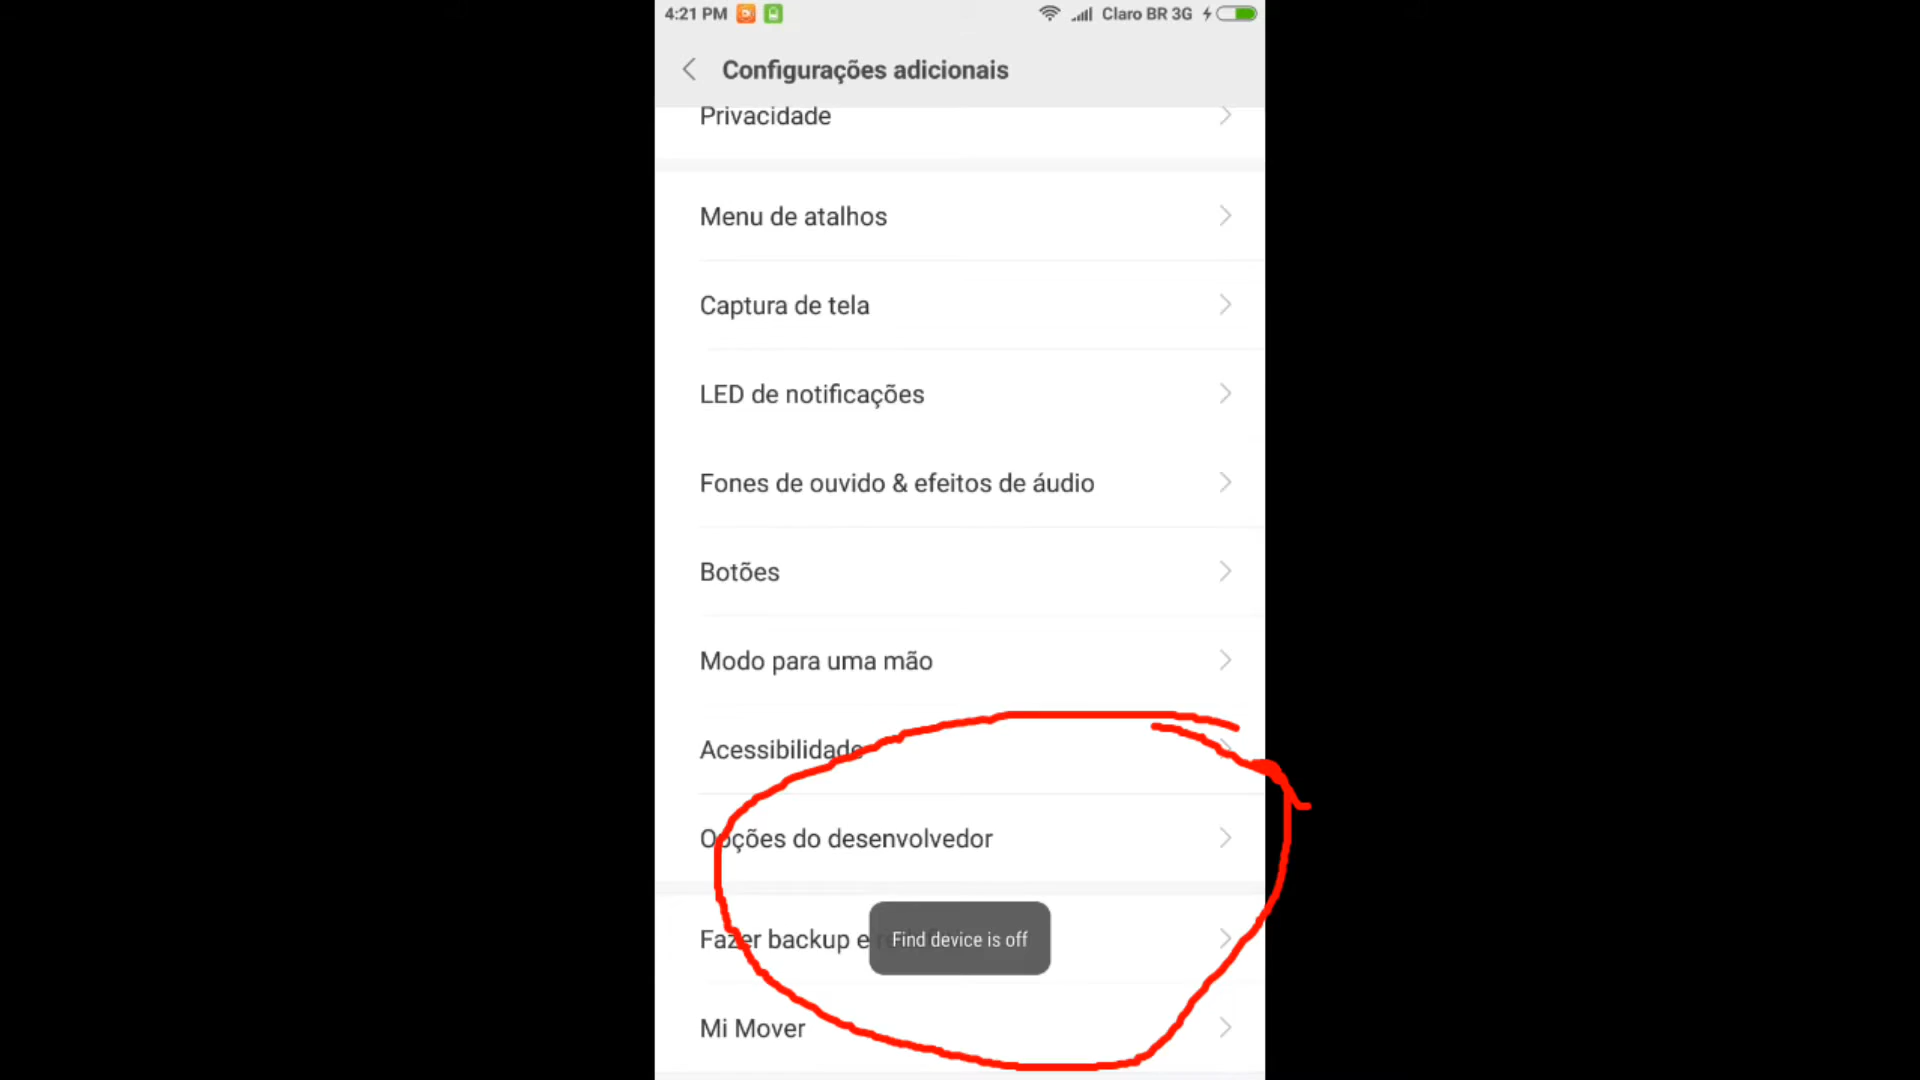 4:21 PM Claro BR 3G
Configurações adicionais
Privacidade
Menu de atalhos
Captura de tela
LED de notificações
Fones de ouvido & efeitos de áudio
Botões
Modo para uma mão
Acessibilidade
Opções do desenvolvedor
Fazer backup e
Find device is off
Mi Mover